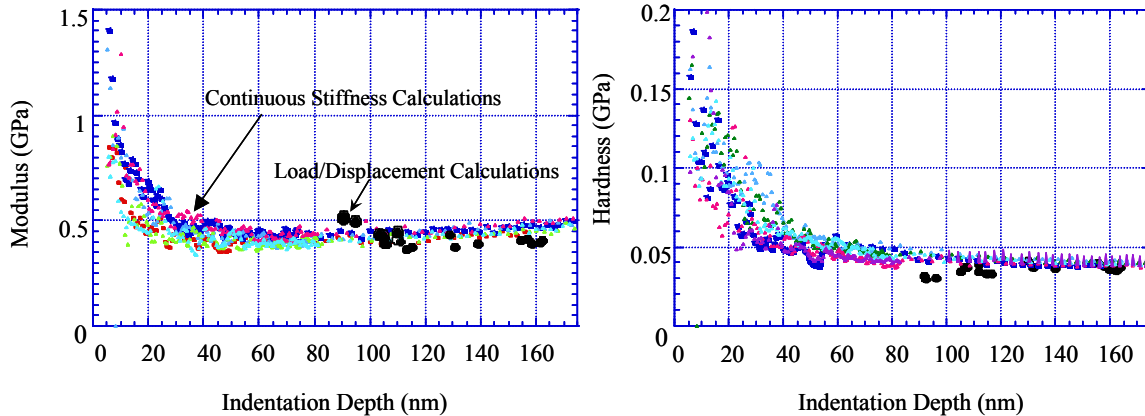 1.5
1
0.5
0
Modulus (GPa)
Continuous Stiffness Calculations
Load/Displacement Calculations
0 20 40 60 80 100 120 140 160
Indentation Depth (nm)
0.2
0.15
0.1
0.05
0
Hardness (GPa)
0 20 40 60 80 100 120 140 160
Indentation Depth (nm)